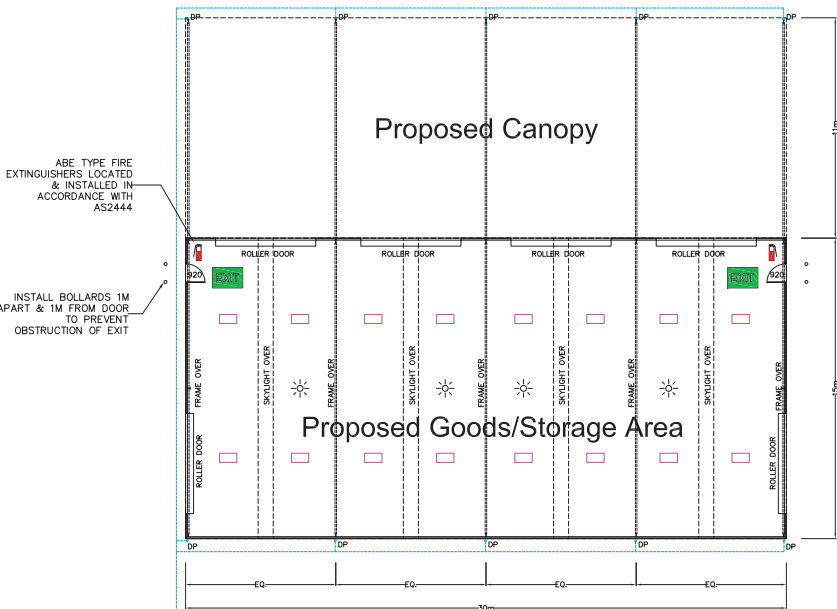 DP DP DP DP DP
Proposed Canopy
11m
ABE TYPE FIRE
EXTINGUISHERS LOCATED
& INSTALLED IN
ACCORDANCE WITH
AS2444
ROLLER DOOR ROLLER DOOR ROLLER DOOR ROLLER DOOR
920 EXIT EXIT 920
INSTALL BOLLARDS 1M
APART & 1M FROM DOOR
TO PREVENT
OBSTRUCTION OF EXIT
FRAME OVER SKYLIGHT OVER FRAME OVER SKYLIGHT OVER FRAME OVER SKYLIGHT OVER FRAME OVER SKYLIGHT OVER FRAME OVER
15m
Proposed Goods/Storage Area
ROLLER DOOR ROLLER DOOR
DP DP DP DP DP
EQ. EQ. EQ. EQ.
30m